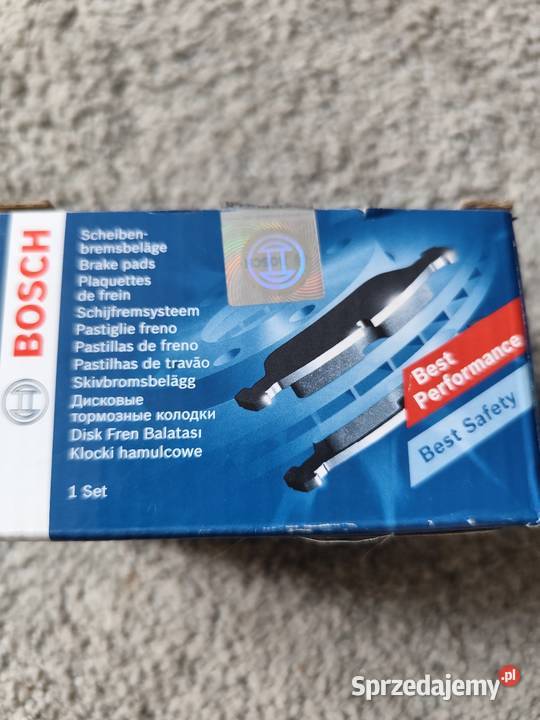 BOSCH
Scheiben-
bremsbeläge
Brake pads
Plaquettes
de frein
Schijfremsysteem
Pastiglie freno
Pastillas de freno
Pastilhas de travão
Skivbromsbelägg
Дисковые
тормозные колодки
Disk Fren Balatası
Klocki hamulcowe
1 Set
Best
Performance
Best Safety
Sprzedajemy.pl